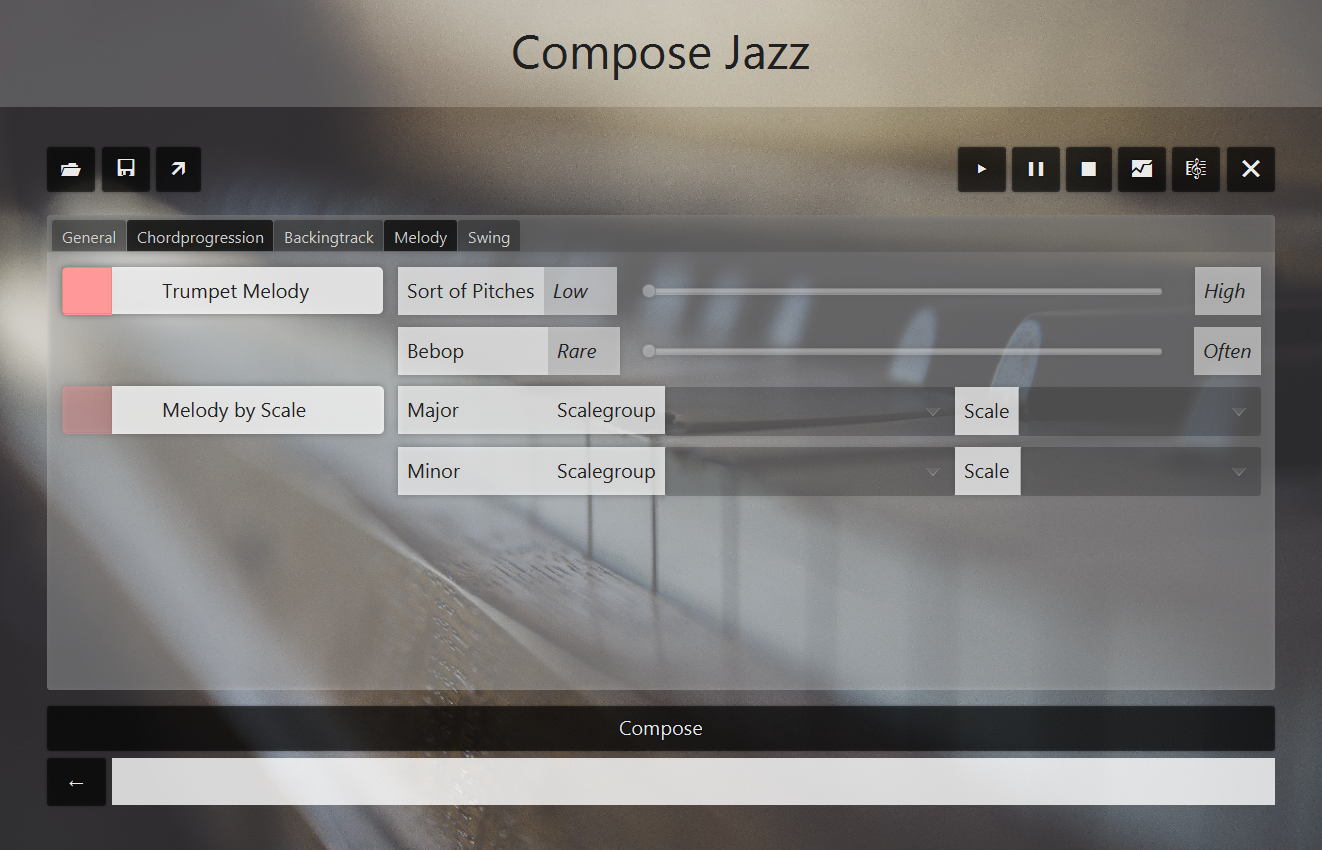 Compose Jazz
General Chordprogression Backingtrack Melody Swing
Trumpet Melody Sort of Pitches Low High
Bebop Rare Often
Melody by Scale Major Scalegroup Scale
Minor Scalegroup Scale
Compose
←